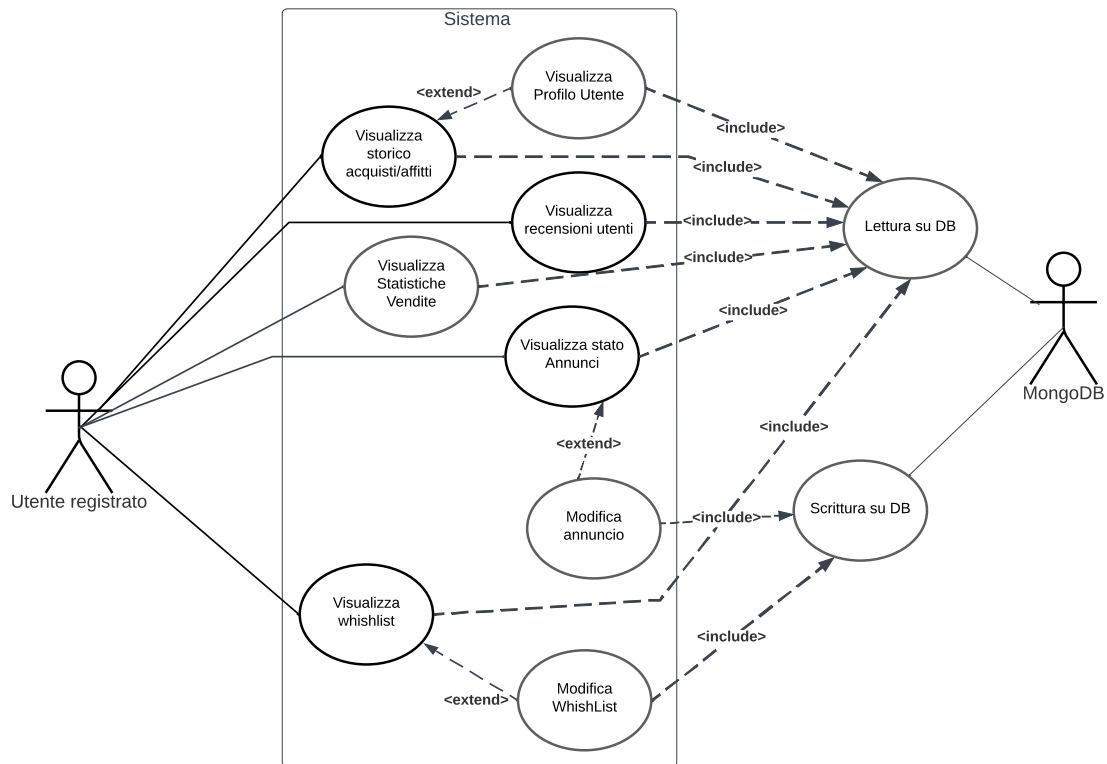 Sistema
Visualizza
Profilo Utente
<extend>
<include>
Visualizza
storico
acquisti/affitti
<include>
Visualizza
recensioni utenti
<include>
Lettura su DB
Visualizza
Statistiche
Vendite
<include>
<include>
Visualizza stato
Annunci
MongoDB
<include>
<extend>
Utente registrato
Modifica
annuncio
<include>
Scrittura su DB
Visualizza
whishlist
<include>
<extend>
Modifica
WhishList